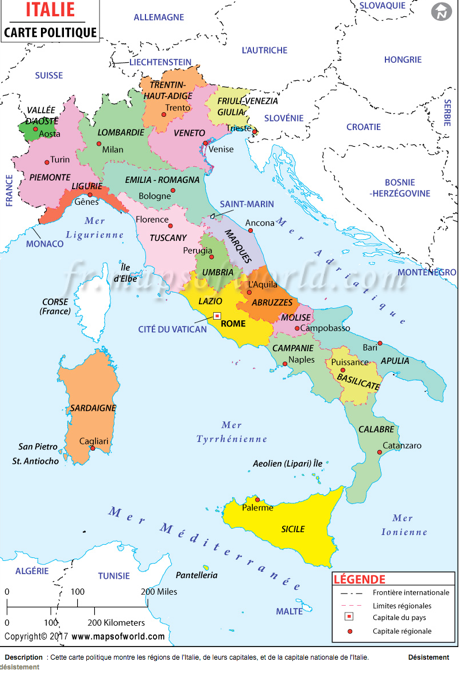 ITALIE
CARTE POLITIQUE
N
ALLEMAGNE
SLOVAQUIE
L'AUTRICHE
HONGRIE
LIECHTENSTEIN
SUISSE
TRENTIN-
HAUT-ADIGE
Trento
FRIULI-VENEZIA
GIULIA
Trieste
SLOVÉNIE
SERBIE
VALLÉE
D'AOSTE
Aosta
LOMBARDIE
Milan
VENETO
Venise
CROATIE
Turin
PIEMONTE
FRANCE
EMILIA - ROMAGNA
Bologne
BOSNIE
-HERZÉGOVINE
LIGURIE
Gênes
SAINT-MARIN
Mer
Ligurienne
MONACO
Florence
TUSCANY
Ancona
MARQUES
Mer Adriatique
Perugia
UMBRIA
MONTENÉGRO
Île
d'Elbe
frmapsofworld.com
CORSE
(France)
L'Aquila
ABRUZZES
LAZIO
ROME
CITÉ DU VATICAN
MOLISE
Campobasso
CAMPANIE
Naples
Bari
APULIA
Puissance
BASILICATE
SARDAIGNE
Cagliari
San Pietro
St. Antiocho
Mer
Tyrrhénienne
CALABRE
Catanzaro
Aeolien (Lipari) Île
Palerme
SICILE
Mer Méditerranée
Mer
Ionienne
ALGÉRIE
TUNISIE
Pantelleria
MALTE
0 100 200 Miles
0 100 200 Kilometers
Copyright© 2017 www.mapsofworld.com
LÉGENDE
Frontière internationale
Limites régionales
Capitale du pays
Capitale régionale
Description : Cette carte politique montre les régions de l'Italie, de leurs capitales, et de la capitale nationale de l'Italie. Désistement
désistement